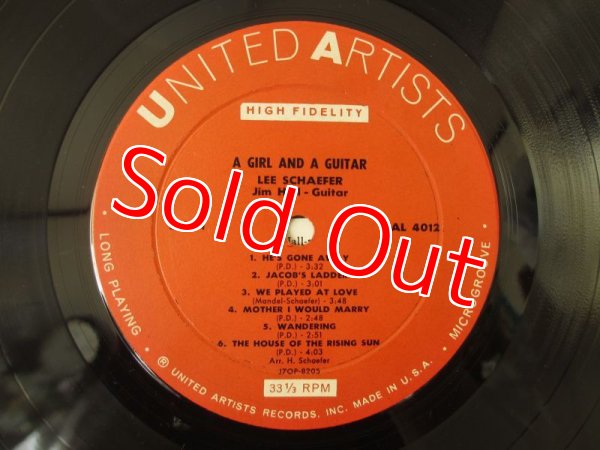 UNITED ARTISTS
HIGH FIDELITY
A GIRL AND A GUITAR
LEE SCHAEFER
Jim - Guitar
AL 4012
Sold Out
1. HE'S GONE AWAY
(P.D.) - 3:32
2. JACOB'S LADDER
(P.D.) - 3:01
3. WE PLAYED AT LOVE
(Mandel-Schaefer) - 3:48
4. MOTHER I WOULD MARRY
(P.D.) - 2:48
5. WANDERING
(P.D.) - 2:51
6. THE HOUSE OF THE RISING SUN
(P.D.) - 4:03
Arr. H. Schaefer
J7OP-8205
33 1/3 RPM
LONG PLAYING
MICROGROOVE
® UNITED ARTISTS RECORDS, INC. MADE IN U.S.A.